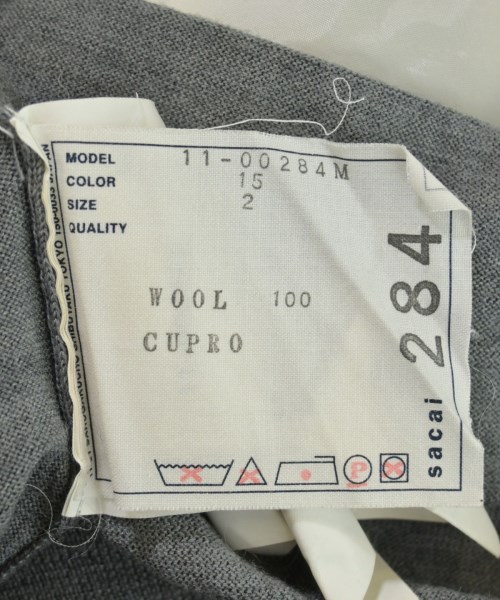 MODEL 11-00284M
COLOR 15
SIZE 2
QUALITY
WOOL 100
CUPRO
sacai 284
P